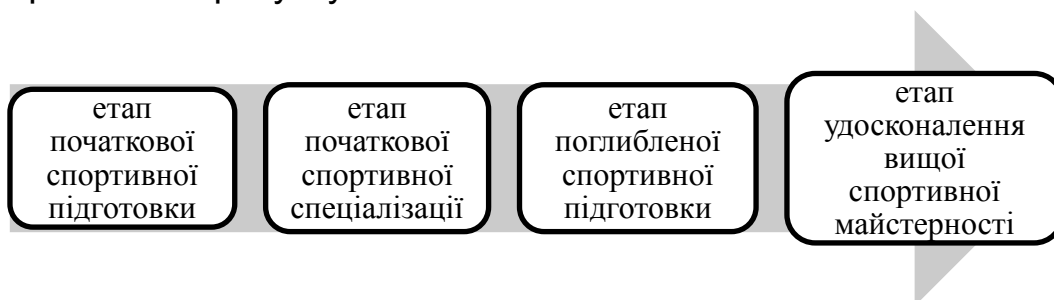 етап
початкової
спортивної
підготовки
етап
початкової
спортивної
спеціалізації
етап
поглибленої
спортивної
підготовки
етап
удосконалення
вищої
спортивної
майстерності